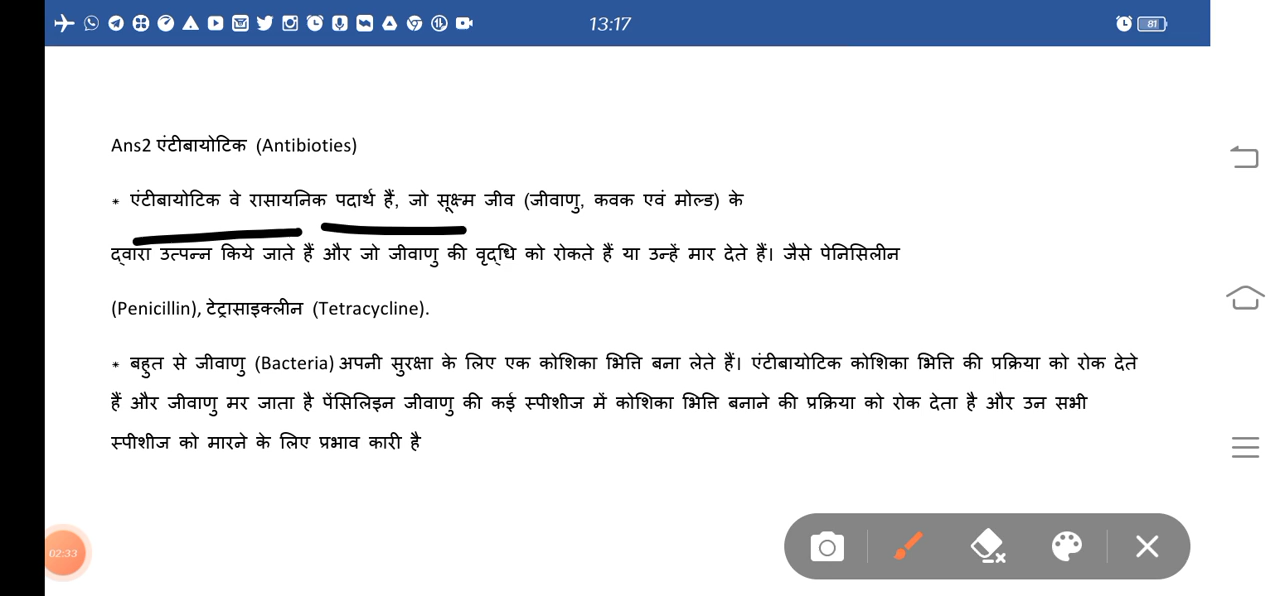 13:17
81
Ans2 एंटीबायोटिक (Antibioties)
* एंटीबायोटिक वे रासायनिक पदार्थ हैं, जो सूक्ष्म जीव (जीवाणु, कवक एवं मोल्ड) के
द्वारा उत्पन्न किये जाते हैं और जो जीवाणु की वृद्धि को रोकते हैं या उन्हें मार देते हैं। जैसे पेनिसिलीन
(Penicillin), टेट्रासाइक्लीन (Tetracycline).
* बहुत से जीवाणु (Bacteria) अपनी सुरक्षा के लिए एक कोशिका भित्ति बना लेते हैं। एंटीबायोटिक कोशिका भित्ति की प्रक्रिया को रोक देते
हैं और जीवाणु मर जाता है पेंसिलिइन जीवाणु की कई स्पीशीज में कोशिका भित्ति बनाने की प्रक्रिया को रोक देता है और उन सभी
स्पीशीज को मारने के लिए प्रभाव कारी है
02:33